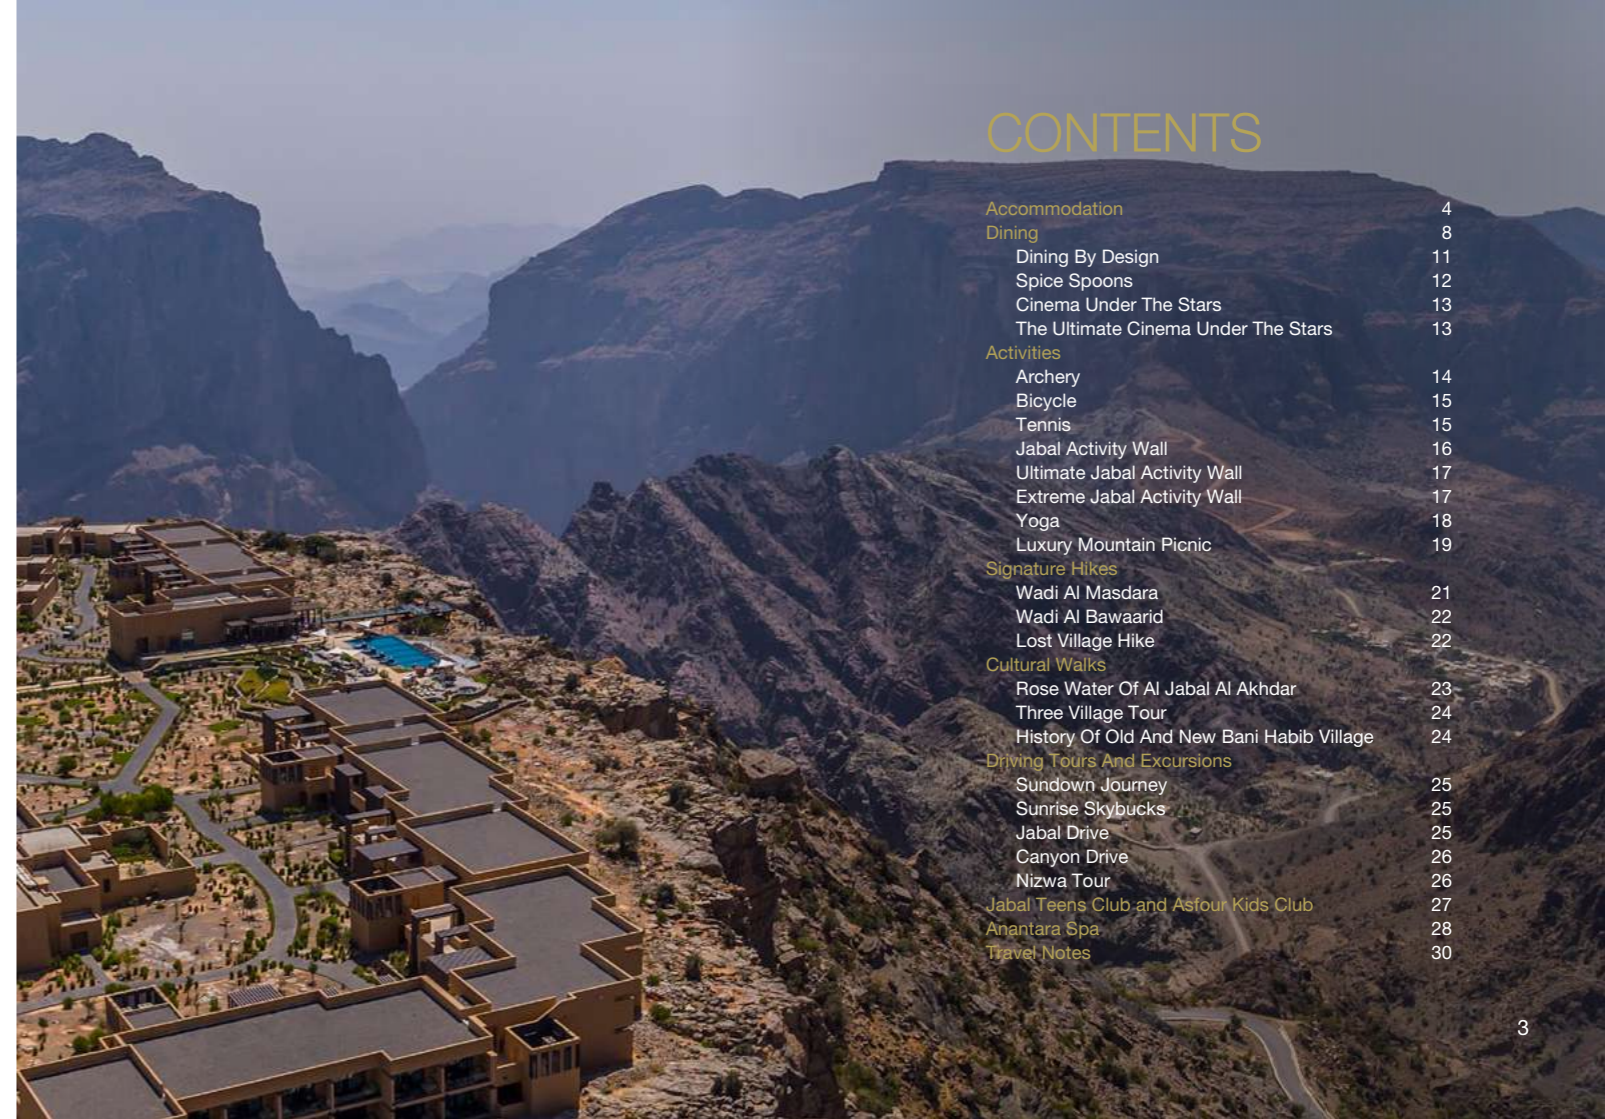 CONTENTS
Accommodation 4
Dining 8
Dining By Design 11
Spice Spoons 12
Cinema Under The Stars 13
The Ultimate Cinema Under The Stars 13
Activities
Archery 14
Bicycle 15
Tennis 15
Jabal Activity Wall 16
Ultimate Jabal Activity Wall 17
Extreme Jabal Activity Wall 17
Yoga 18
Luxury Mountain Picnic 19
Signature Hikes
Wadi Al Masdara 21
Wadi Al Bawaarid 22
Lost Village Hike 22
Cultural Walks
Rose Water Of Al Jabal Al Akhdar 23
Three Village Tour 24
History Of Old And New Bani Habib Village 24
Driving Tours And Excursions
Sundown Journey 25
Sunrise Skybucks 25
Jabal Drive 25
Canyon Drive 26
Nizwa Tour 26
Jabal Teens Club and Asfour Kids Club 27
Anantara Spa 28
Travel Notes 30
3